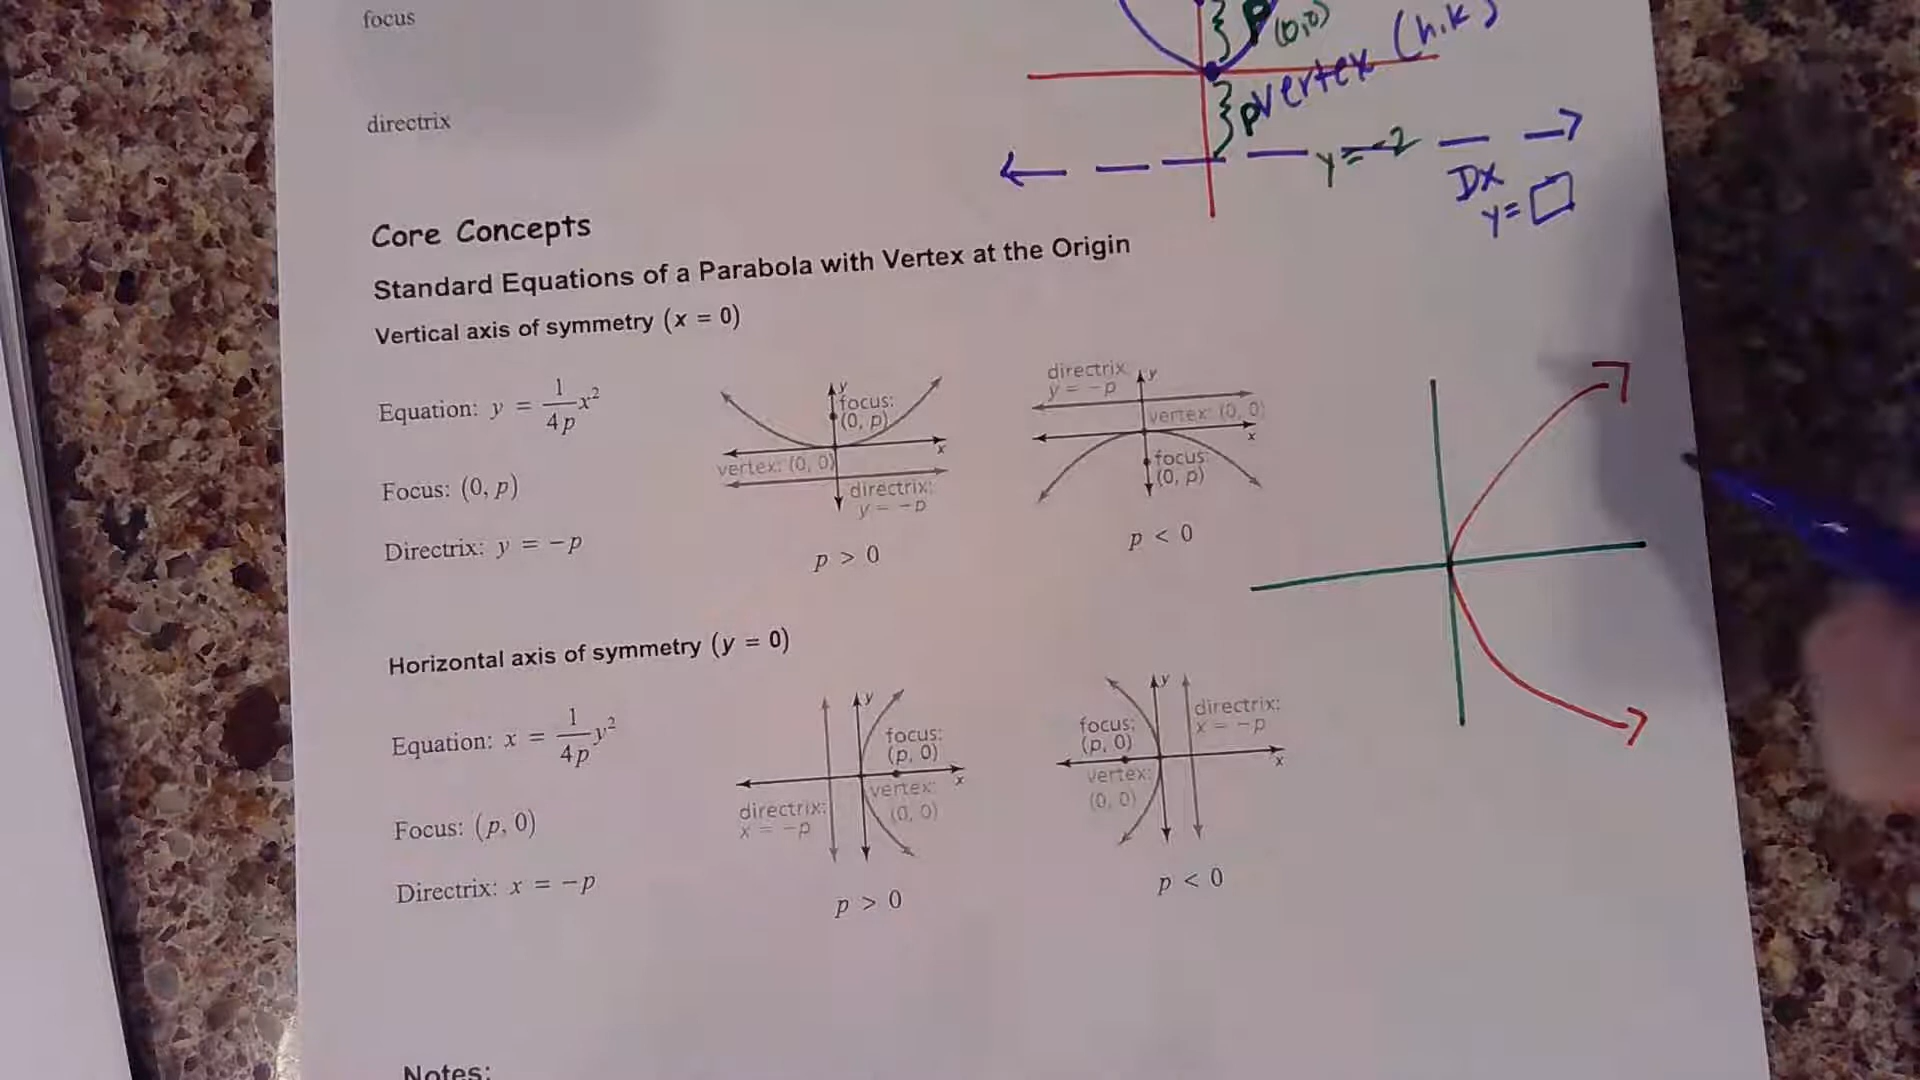 focus
P (0,0)
vertex (h,k)
p
directrix
y=-2
DX
y=
Core Concepts
Standard Equations of a Parabola with Vertex at the Origin
Vertical axis of symmetry (x = 0)
Equation: y = 1/4p x²
Focus: (0, p)
Directrix: y = −p
y
focus:
(0, p)
x
vertex: (0, 0)
directrix:
y = −p
p > 0
directrix
y = −p
y
vertex: (0, 0)
x
focus:
(0, p)
p < 0
Horizontal axis of symmetry (y = 0)
Equation: x = 1/4p y²
Focus: (p, 0)
Directrix: x = −p
y
focus:
(p, 0)
x
vertex:
(0, 0)
directrix:
x = −p
p > 0
y
directrix:
x = −p
focus:
(p, 0)
x
vertex:
(0, 0)
p < 0
Notes: